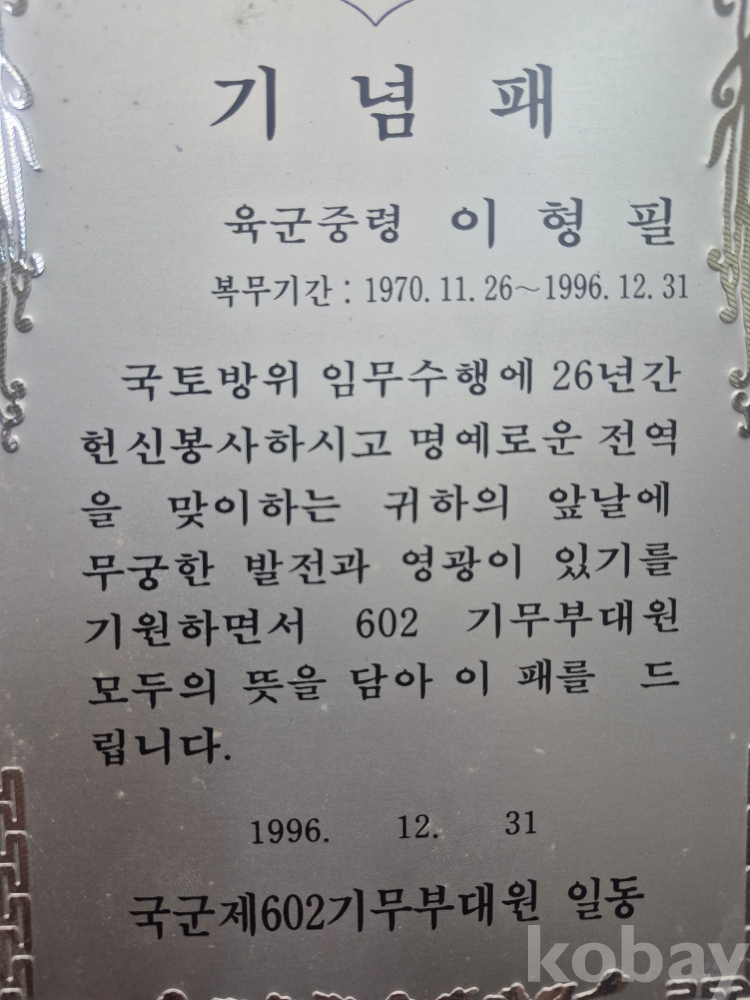 기념패
육군중령 이형필
복무기간 : 1970. 11. 26~1996. 12. 31
국토방위 임무수행에 26년간
헌신봉사하시고 명예로운 전역
을 맞이하는 귀하의 앞날에
무궁한 발전과 영광이 있기를
기원하면서 602 기무부대원
모두의 뜻을 담아 이 패를 드
립니다.
1996. 12. 31
국군제602기무부대원 일동
kobay